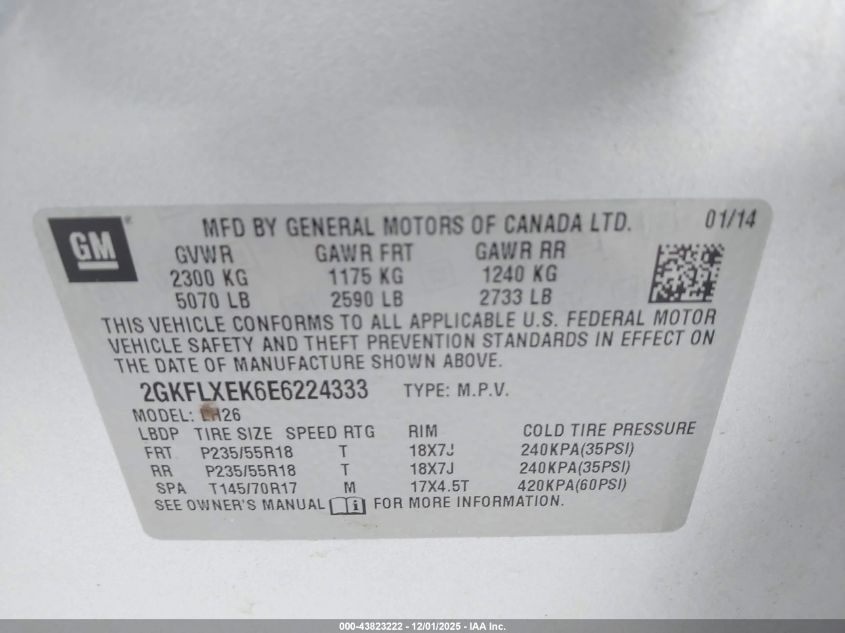 GM
MFD BY GENERAL MOTORS OF CANADA LTD. 01/14
GVWR GAWR FRT GAWR RR
2300 KG 1175 KG 1240 KG
5070 LB 2590 LB 2733 LB
THIS VEHICLE CONFORMS TO ALL APPLICABLE U.S. FEDERAL MOTOR
VEHICLE SAFETY AND THEFT PREVENTION STANDARDS IN EFFECT ON
THE DATE OF MANUFACTURE SHOWN ABOVE.
2GKFLXEK6E6224333 TYPE: M.P.V.
MODEL: LH26
LBDP TIRE SIZE SPEED RTG RIM COLD TIRE PRESSURE
FRT P235/55R18 T 18X7J 240KPA(35PSI)
RR P235/55R18 T 18X7J 240KPA(35PSI)
SPA T145/70R17 M 17X4.5T 420KPA(60PSI)
SEE OWNER'S MANUAL FOR MORE INFORMATION.
000-43823222 - 12/01/2025 - IAA Inc.